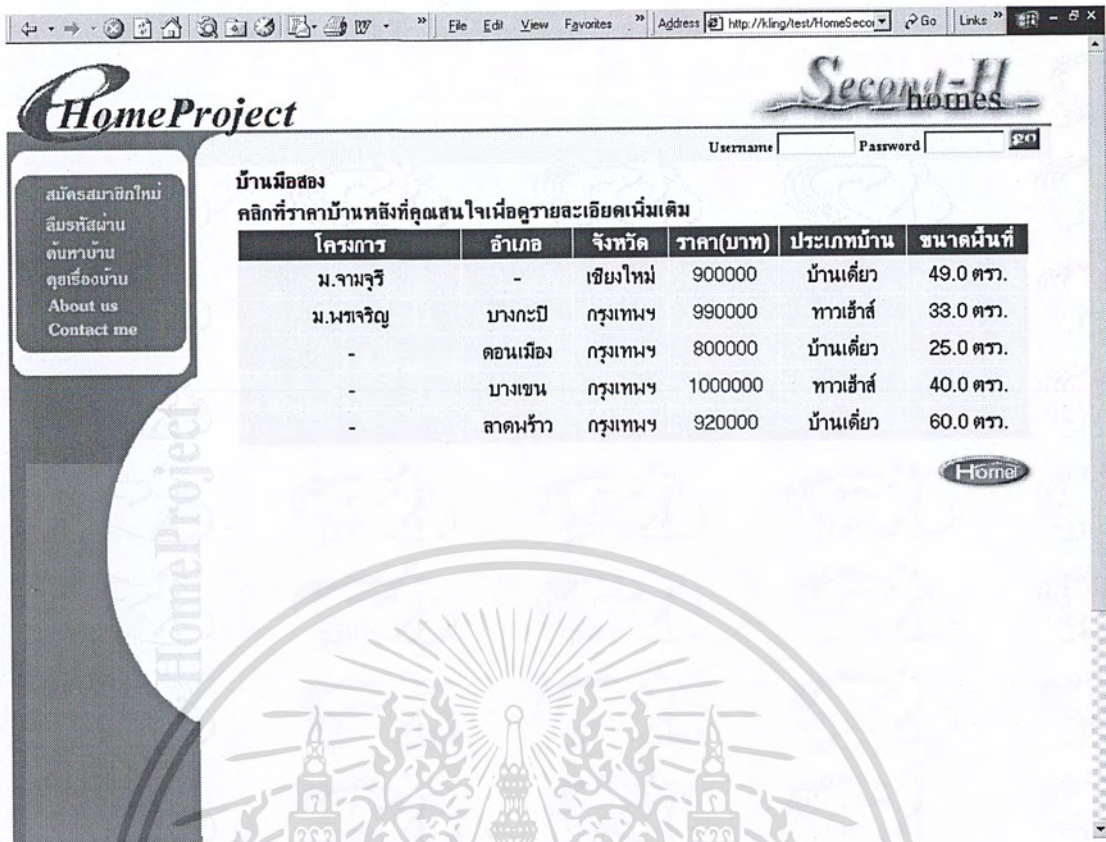 File Edit View Favorites » Address http://kling/test/HomeSecon Go Links »
eHomeProject
Second-H
homes
Username Password go
สมัครสมาชิกใหม่
ลืมรหัสผ่าน
ค้นหาบ้าน
คุยเรื่องบ้าน
About us
Contact me
บ้านมือสอง
คลิกที่ราคาบ้านหลังที่คุณสนใจเพื่อดูรายละเอียดเพิ่มเติม
โครงการ อำเภอ จังหวัด ราคา(บาท) ประเภทบ้าน ขนาดพื้นที่
ม.จามจุรี - เชียงใหม่ 900000 บ้านเดี่ยว 49.0 ตรว.
ม.พรเจริญ บางกะปิ กรุงเทพฯ 990000 ทาวเฮ้าส์ 33.0 ตรว.
- ดอนเมือง กรุงเทพฯ 800000 บ้านเดี่ยว 25.0 ตรว.
- บางเขน กรุงเทพฯ 1000000 ทาวเฮ้าส์ 40.0 ตรว.
- ลาดพร้าว กรุงเทพฯ 920000 บ้านเดี่ยว 60.0 ตรว.
Home
HomeProject